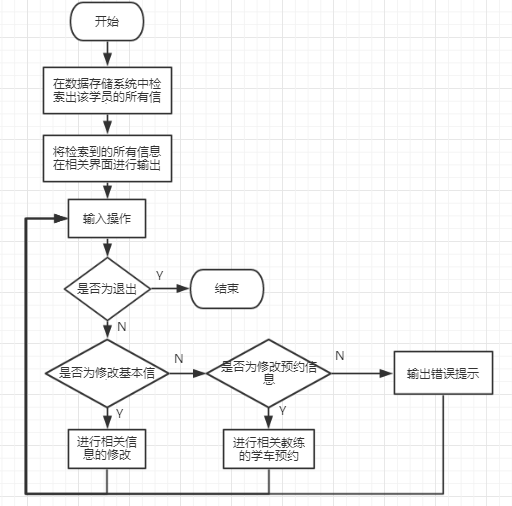 开始
在数据存储系统中检
索出该学员的所有信
将检索到的所有信息
在相关界面进行输出
输入操作
是否为退出
Y
结束
N
是否为修改基本信
N
是否为修改预约信
息
N
输出错误提示
Y
Y
进行相关信
息的修改
进行相关教练
的学车预约